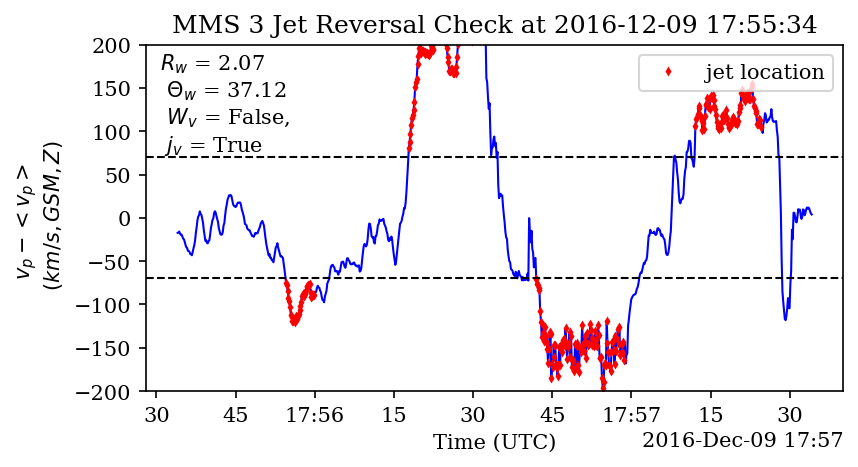 MMS 3 Jet Reversal Check at 2016-12-09 17:55:34
R_w = 2.07
Θ_w = 37.12
W_v = False,
j_v = True
jet location
200
150
100
50
0
−50
−100
−150
−200
v_p − < v_p >
(km/s, GSM, Z)
30 45 17:56 15 30 45 17:57 15 30
Time (UTC)
2016-Dec-09 17:57